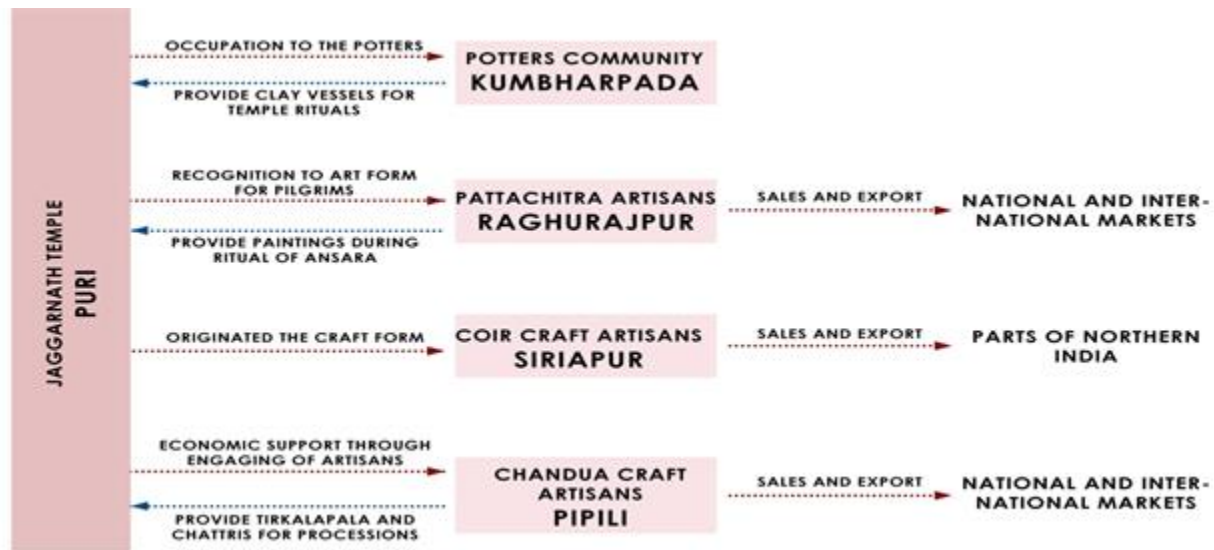 JAGGARNATH TEMPLE
PURI
OCCUPATION TO THE POTTERS
PROVIDE CLAY VESSELS FOR
TEMPLE RITUALS
POTTERS COMMUNITY
KUMBHARPADA
RECOGNITION TO ART FORM
FOR PILGRIMS
PROVIDE PAINTINGS DURING
RITUAL OF ANSARA
PATTACHITRA ARTISANS
RAGHURAJPUR
SALES AND EXPORT
NATIONAL AND INTER-
NATIONAL MARKETS
ORIGINATED THE CRAFT FORM
COIR CRAFT ARTISANS
SIRIAPUR
SALES AND EXPORT
PARTS OF NORTHERN
INDIA
ECONOMIC SUPPORT THROUGH
ENGAGING OF ARTISANS
PROVIDE TIRKALAPALA AND
CHATTRIS FOR PROCESSIONS
CHANDUA CRAFT
ARTISANS
PIPILI
SALES AND EXPORT
NATIONAL AND INTER-
NATIONAL MARKETS